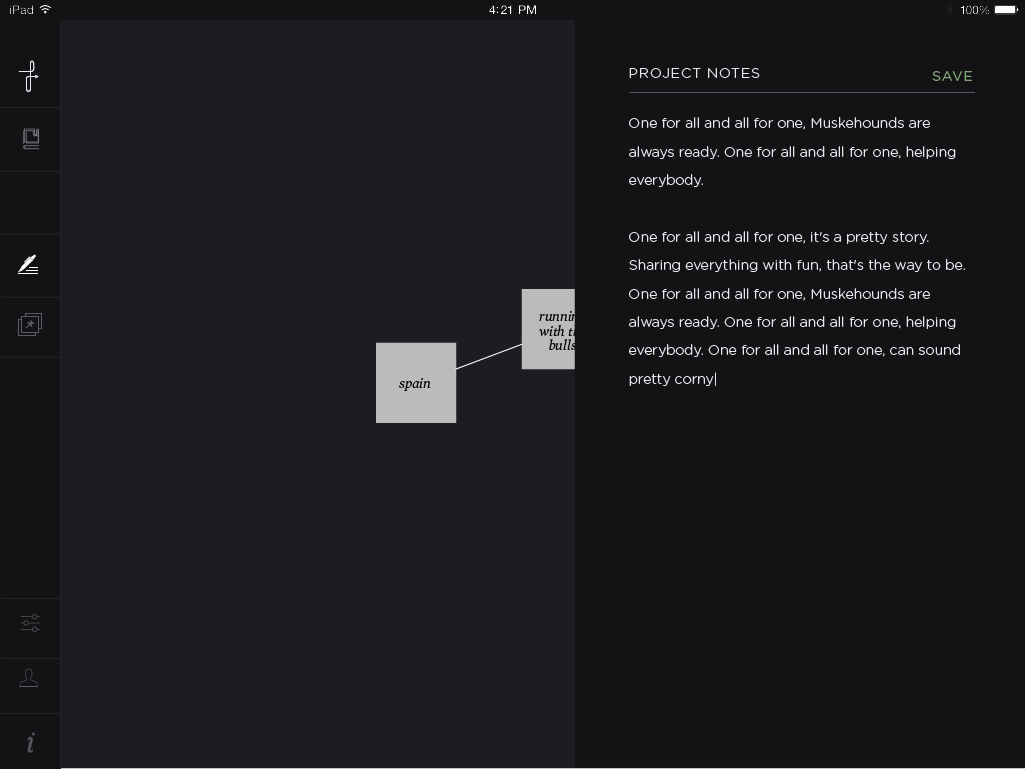 iPad
4:21 PM
100%
PROJECT NOTES
SAVE
One for all and all for one, Muskehounds are
always ready. One for all and all for one, helping
everybody.
One for all and all for one, it's a pretty story.
Sharing everything with fun, that's the way to be.
One for all and all for one, Muskehounds are
always ready. One for all and all for one, helping
everybody. One for all and all for one, can sound
pretty corny
runnin
with t
bulls
spain
i